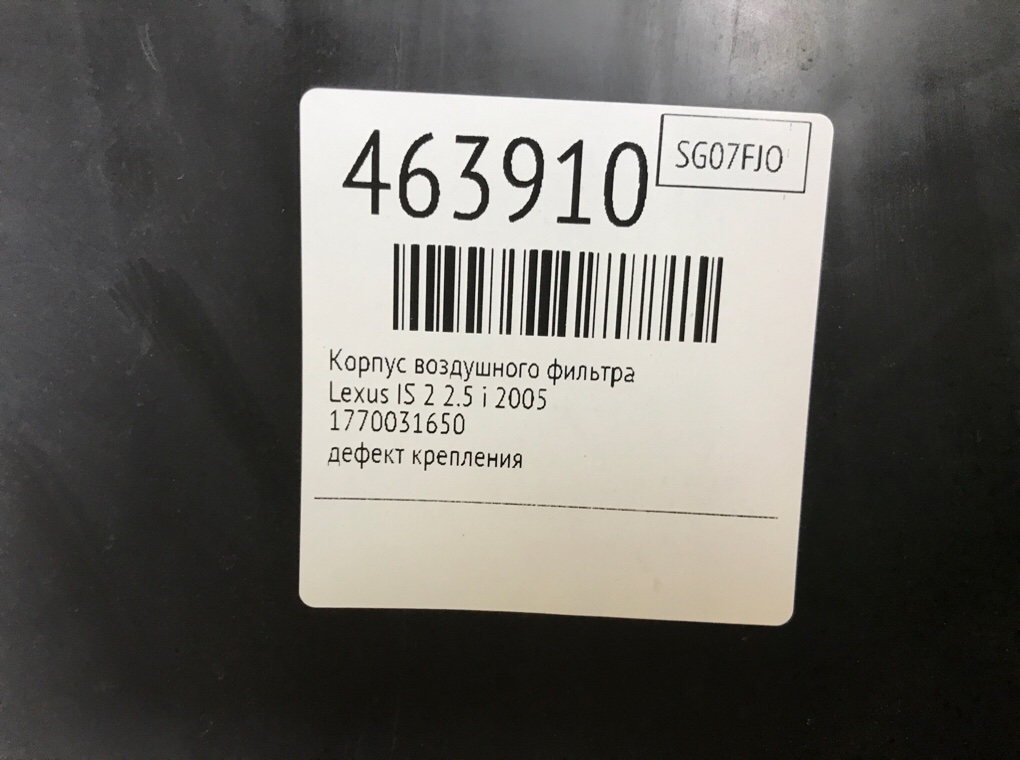 463910
SG07FJO
Корпус воздушного фильтра
Lexus IS 2 2.5 i 2005
1770031650
дефект крепления